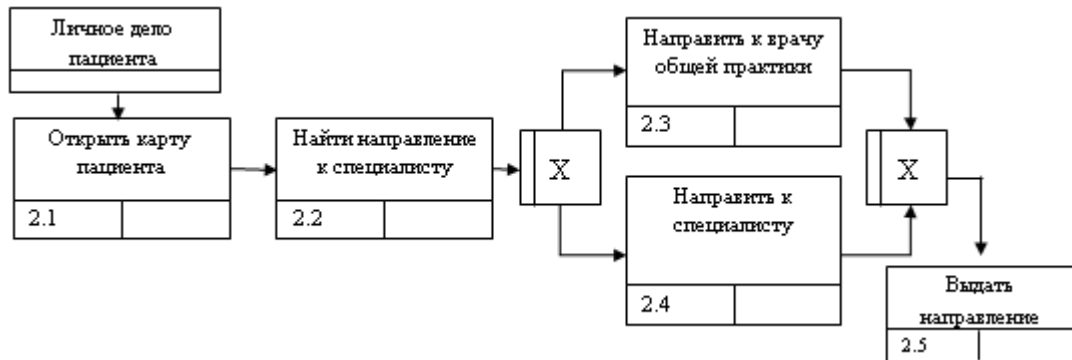 Личное дело
пациента
Открыть карту
пациента
2.1
Найти направление
к специалисту
2.2
X
Направить к врачу
общей практики
2.3
Направить к
специалисту
2.4
X
Выдать
направление
2.5